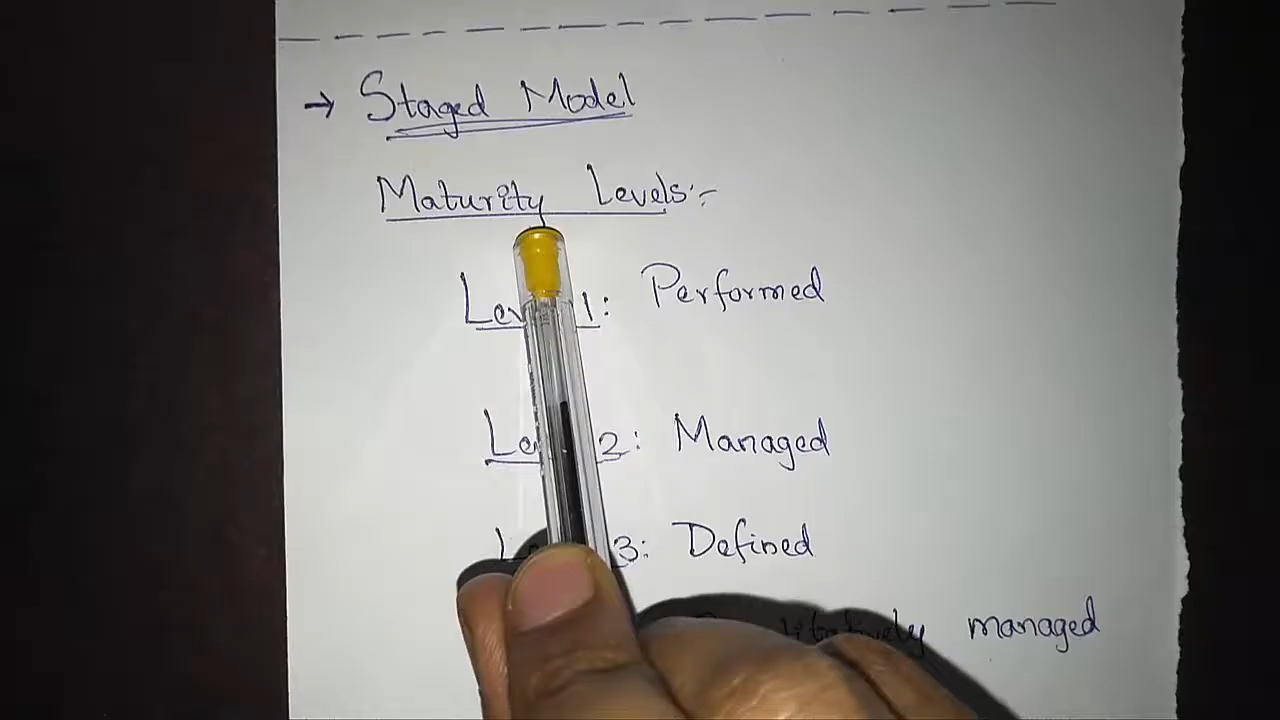 → Staged Model
Maturity Levels:-
1: Performed
2: Managed
3: Defined
managed